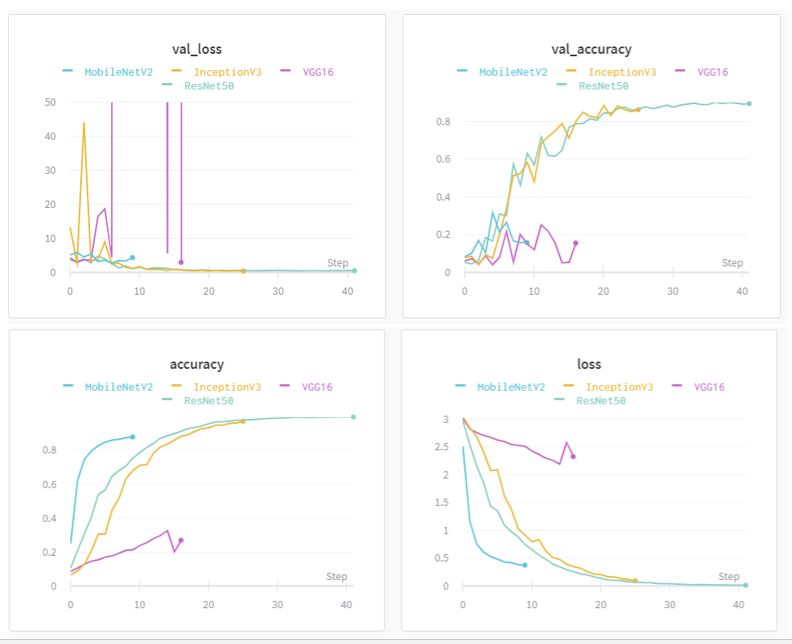 val_loss
MobileNetV2 InceptionV3 VGG16
ResNet50
50
40
30
20
10
0
Step
0 10 20 30 40
val_accuracy
MobileNetV2 InceptionV3 VGG16
ResNet50
0.8
0.6
0.4
0.2
0
Step
0 10 20 30 40
accuracy
MobileNetV2 InceptionV3 VGG16
ResNet50
0.8
0.6
0.4
0.2
0
Step
0 10 20 30 40
loss
MobileNetV2 InceptionV3 VGG16
ResNet50
3
2.5
2
1.5
1
0.5
0
Step
0 10 20 30 40